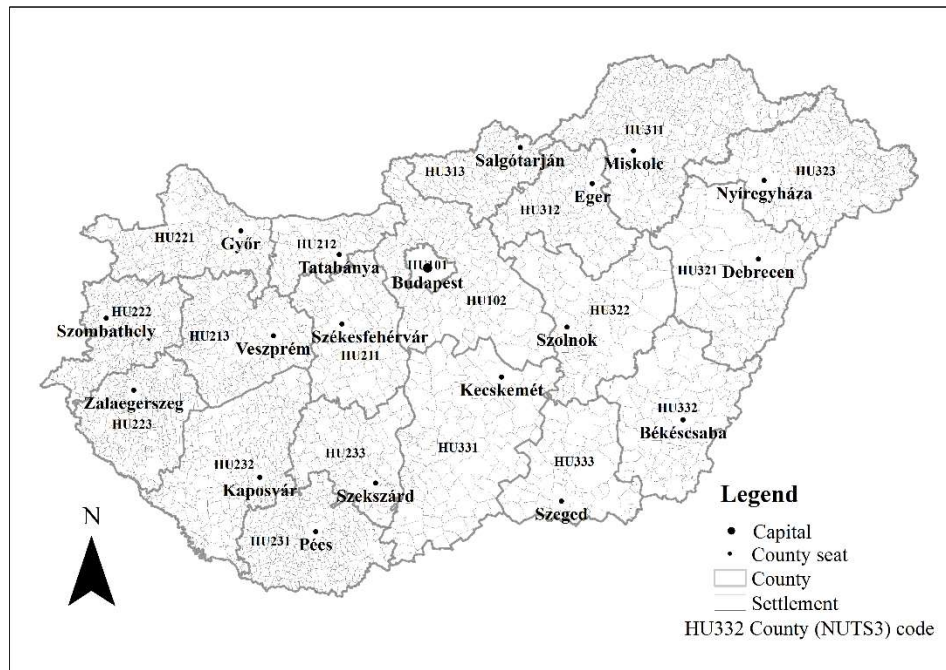 HU311
Salgótarján
Miskolc
HU313
HU323
Nyíregyháza
HU312
Eger
HU221
Győr
HU212
Tatabánya
HU101
Budapest
HU321
Debrecen
HU102
HU322
HU222
Szombathely
HU213
Veszprém
Székesfehérvár
HU211
Szolnok
Kecskemét
Zalaegerszeg
HU223
HU332
Békéscsaba
HU331
HU233
HU232
Kaposvár
Szekszárd
HU333
Szeged
HU231
Pécs
N
Legend
Capital
County seat
County
Settlement
HU332 County (NUTS3) code